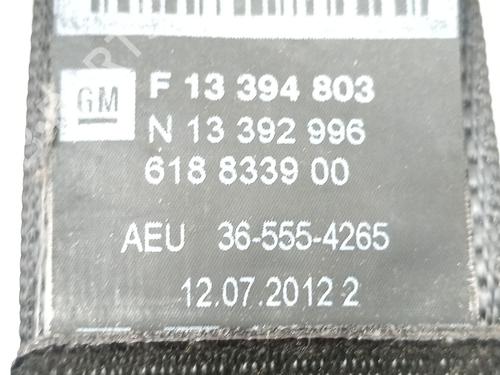 GM
F 13 394 803
N 13 392 996
618 8339 00
AEU 36-555-4265
12.07.2012 2